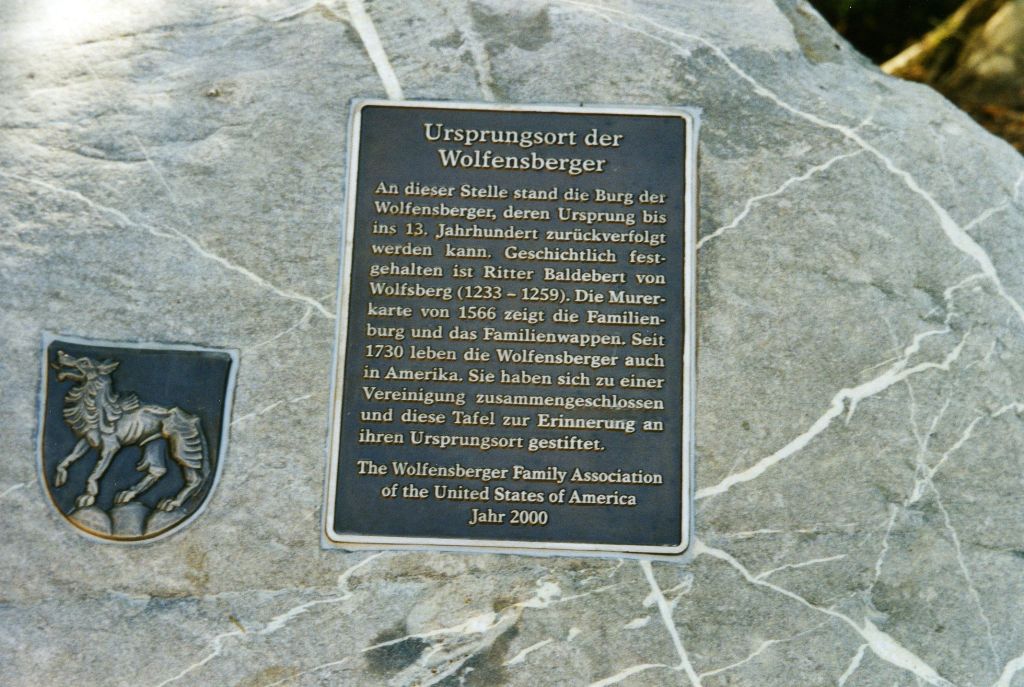 Ursprungsort der
Wolfensberger
An dieser Stelle stand die Burg der
Wolfensberger, deren Ursprung bis
ins 13. Jahrhundert zurückverfolgt
werden kann. Geschichtlich fest-
gehalten ist Ritter Baldebert von
Wolfsberg (1233 – 1259). Die Murer-
karte von 1566 zeigt die Familien-
burg und das Familienwappen. Seit
1730 leben die Wolfensberger auch
in Amerika. Sie haben sich zu einer
Vereinigung zusammengeschlossen
und diese Tafel zur Erinnerung an
ihren Ursprungsort gestiftet.
The Wolfensberger Family Association
of the United States of America
Jahr 2000